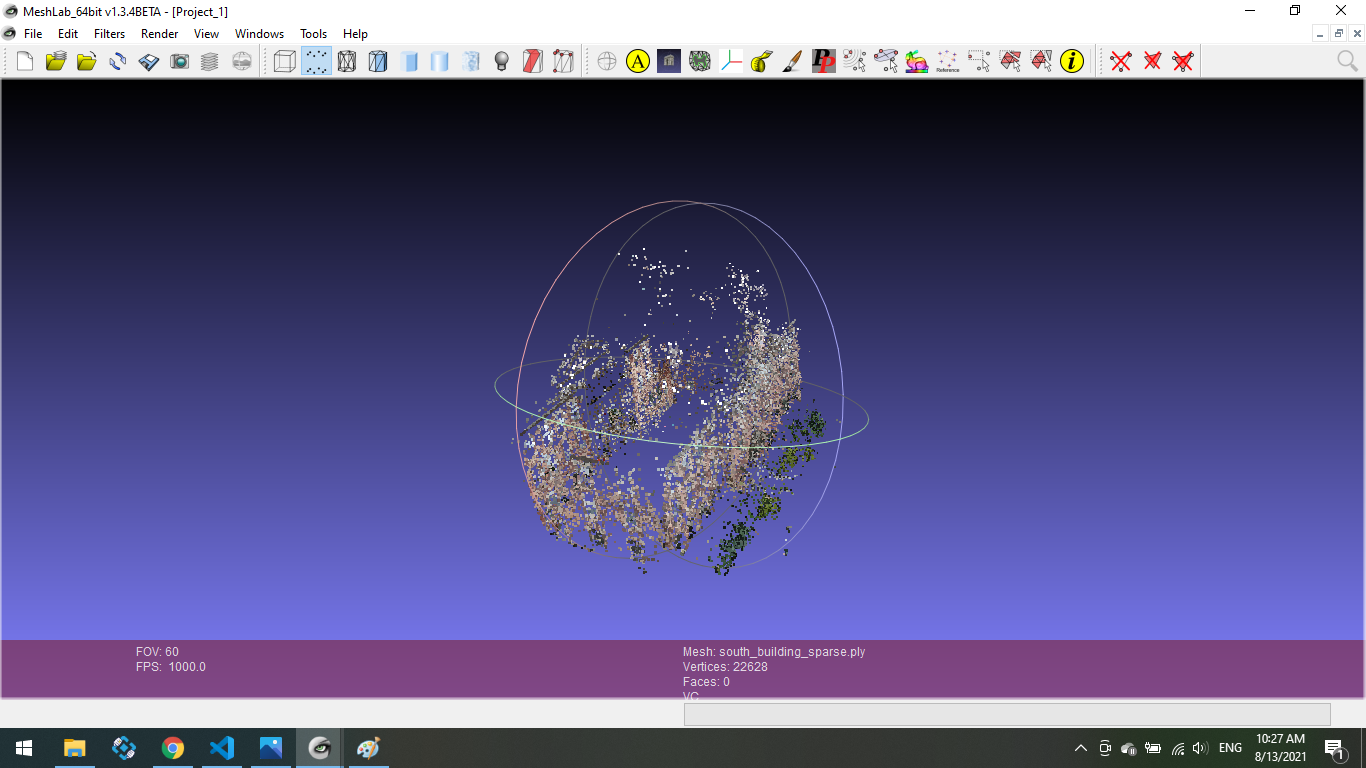 MeshLab_64bit v1.3.4BETA - [Project_1]
File Edit Filters Render View Windows Tools Help
A
PP
Reference
i
FOV: 60
FPS: 1000.0
Mesh: south_building_sparse.ply
Vertices: 22628
Faces: 0
VC
ENG
10:27 AM
8/13/2021
1